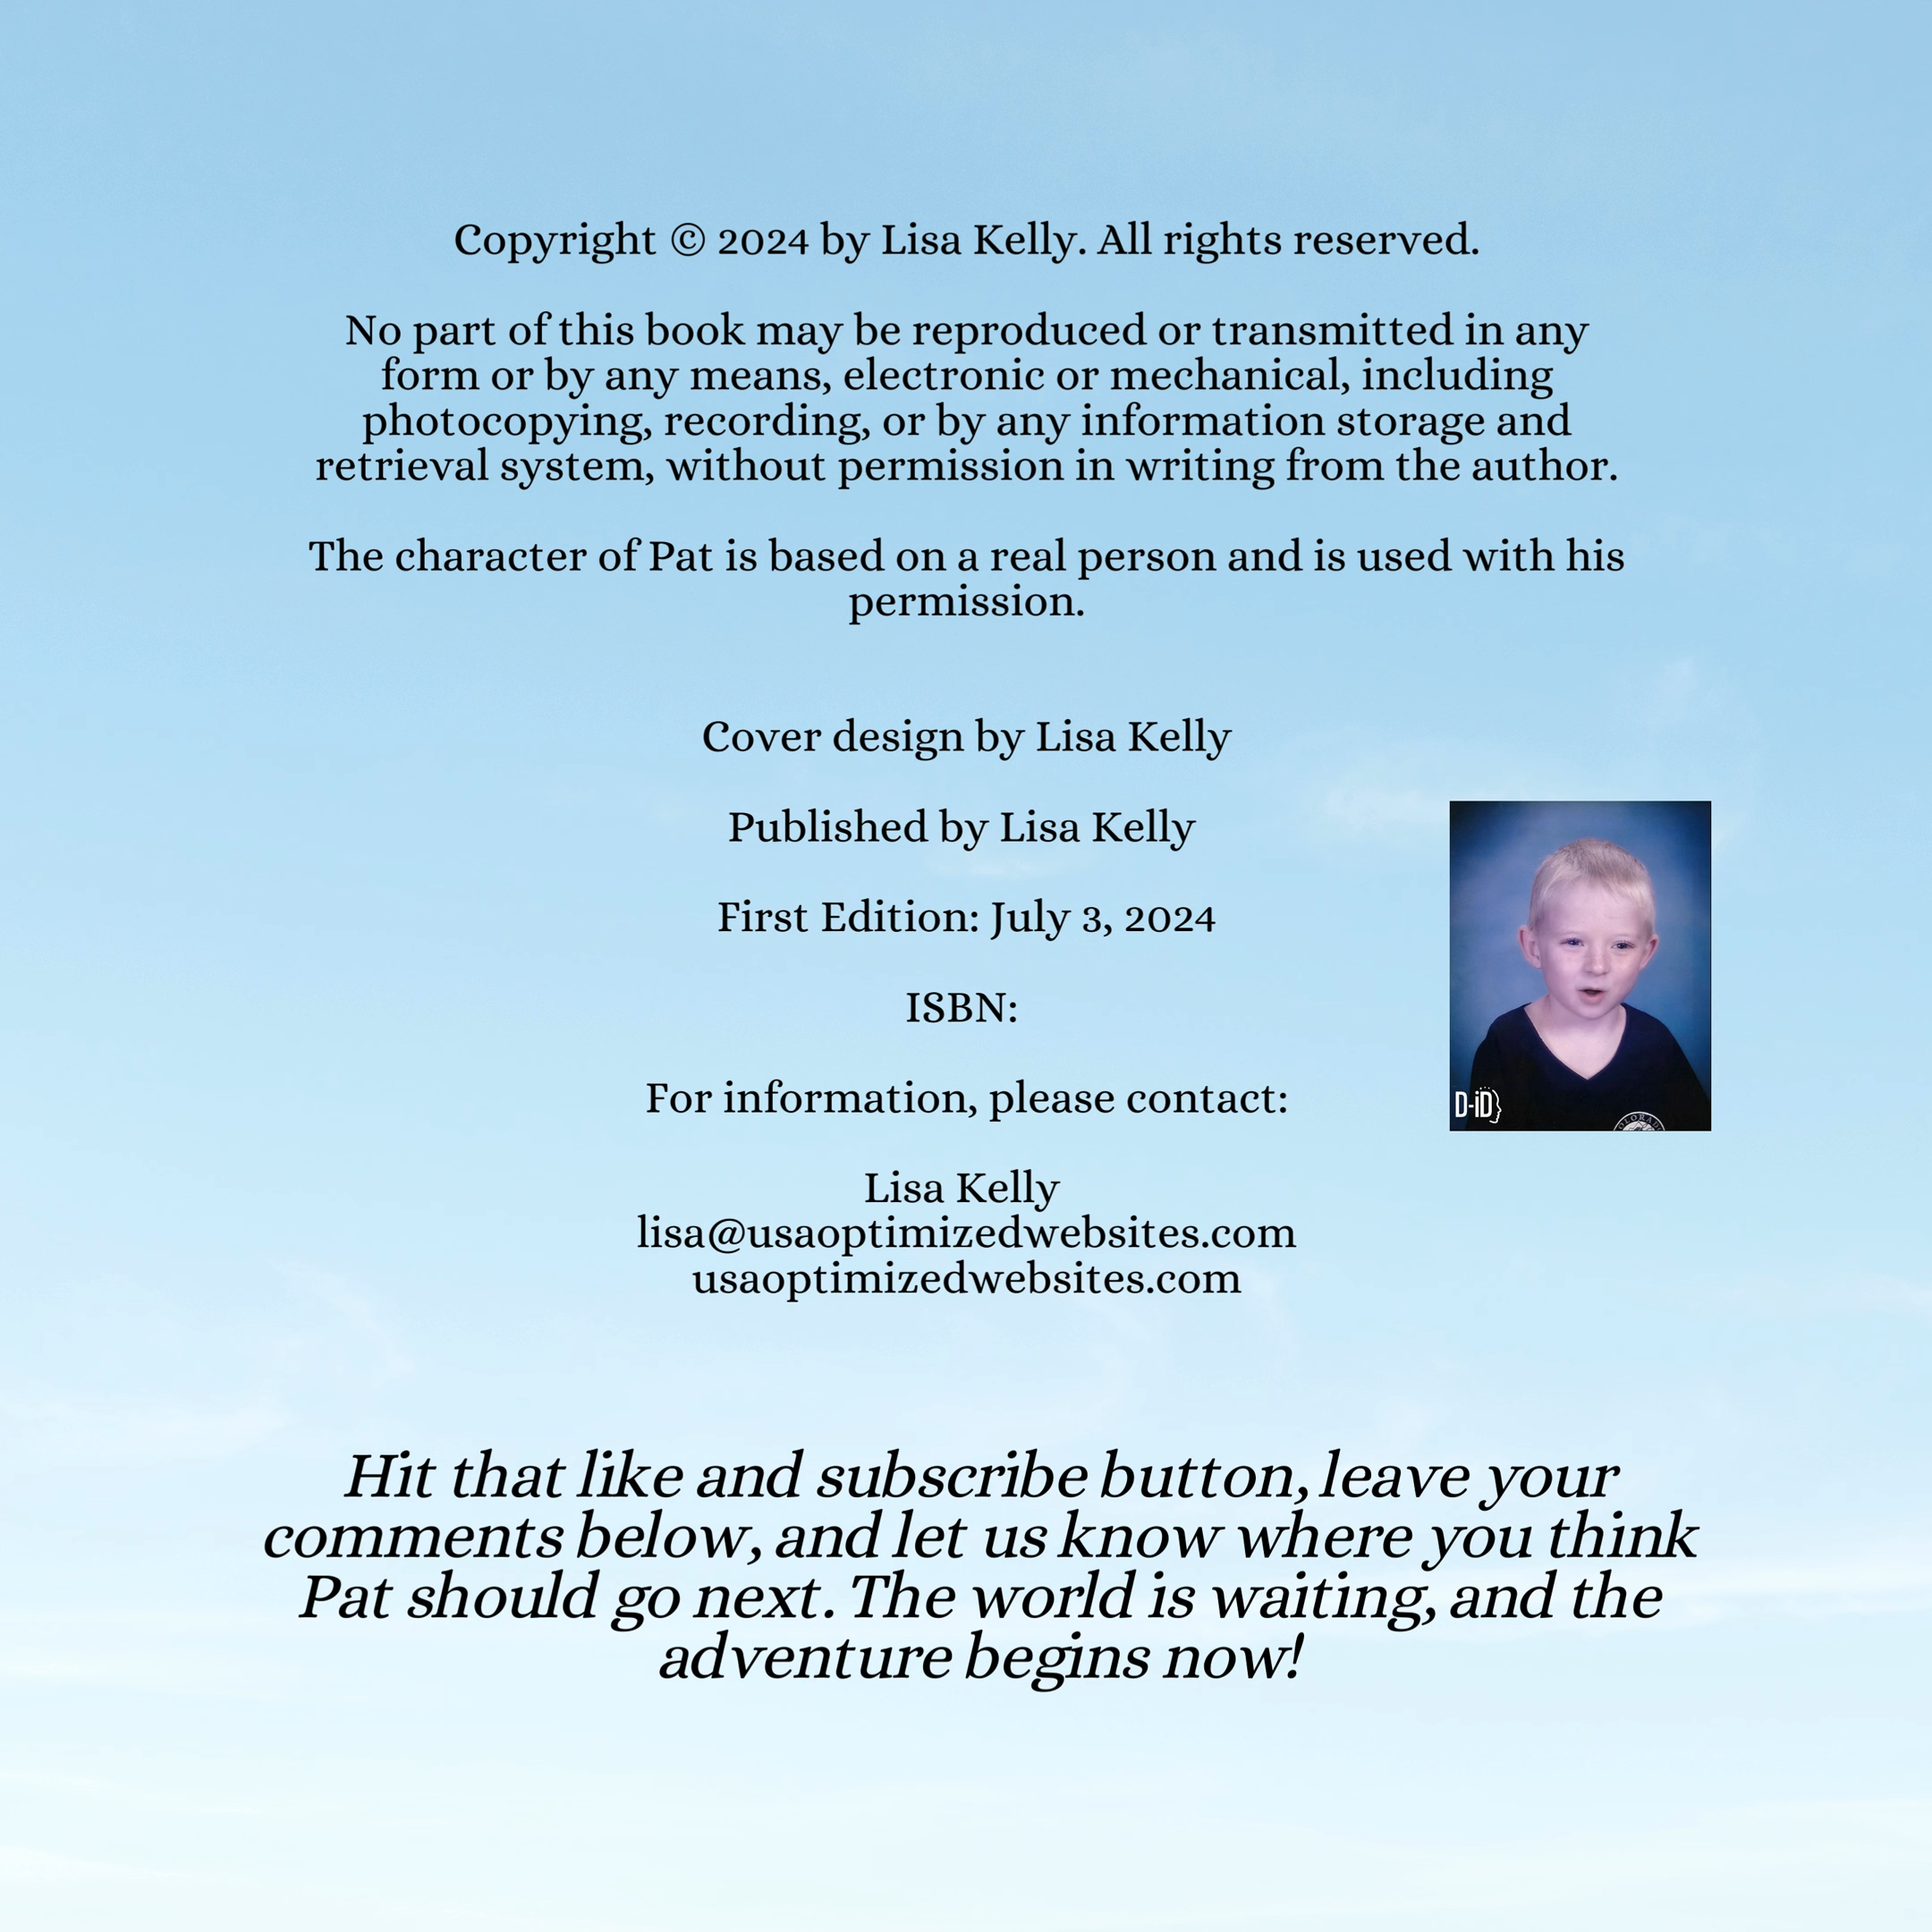 Copyright © 2024 by Lisa Kelly. All rights reserved.
No part of this book may be reproduced or transmitted in any
form or by any means, electronic or mechanical, including
photocopying, recording, or by any information storage and
retrieval system, without permission in writing from the author.
The character of Pat is based on a real person and is used with his
permission.
Cover design by Lisa Kelly
Published by Lisa Kelly
First Edition: July 3, 2024
ISBN:
For information, please contact:
Lisa Kelly
lisa@usaoptimizedwebsites.com
usaoptimizedwebsites.com
D-iD
Hit that like and subscribe button, leave your
comments below, and let us know where you think
Pat should go next. The world is waiting, and the
adventure begins now!